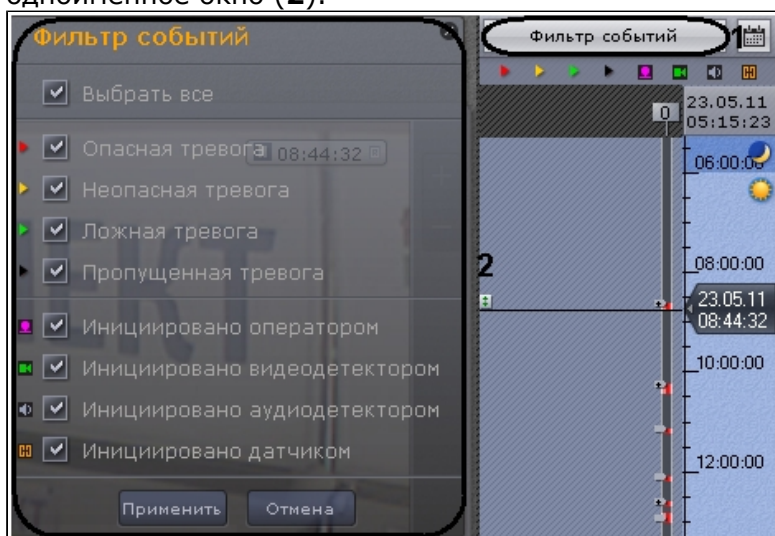 одноименное окно (2).
Фильтр событий
Выбрать все
Опасная тревога
08:44:32
Неопасная тревога
Ложная тревога
Пропущенная тревога
Инициировано оператором
Инициировано видеодетектором
Инициировано аудиодетектором
Инициировано датчиком
Применить
Отмена
Фильтр событий
1
0
23.05.11
05:15:23
06:00:00
2
08:00:00
23.05.11
08:44:32
10:00:00
12:00:00